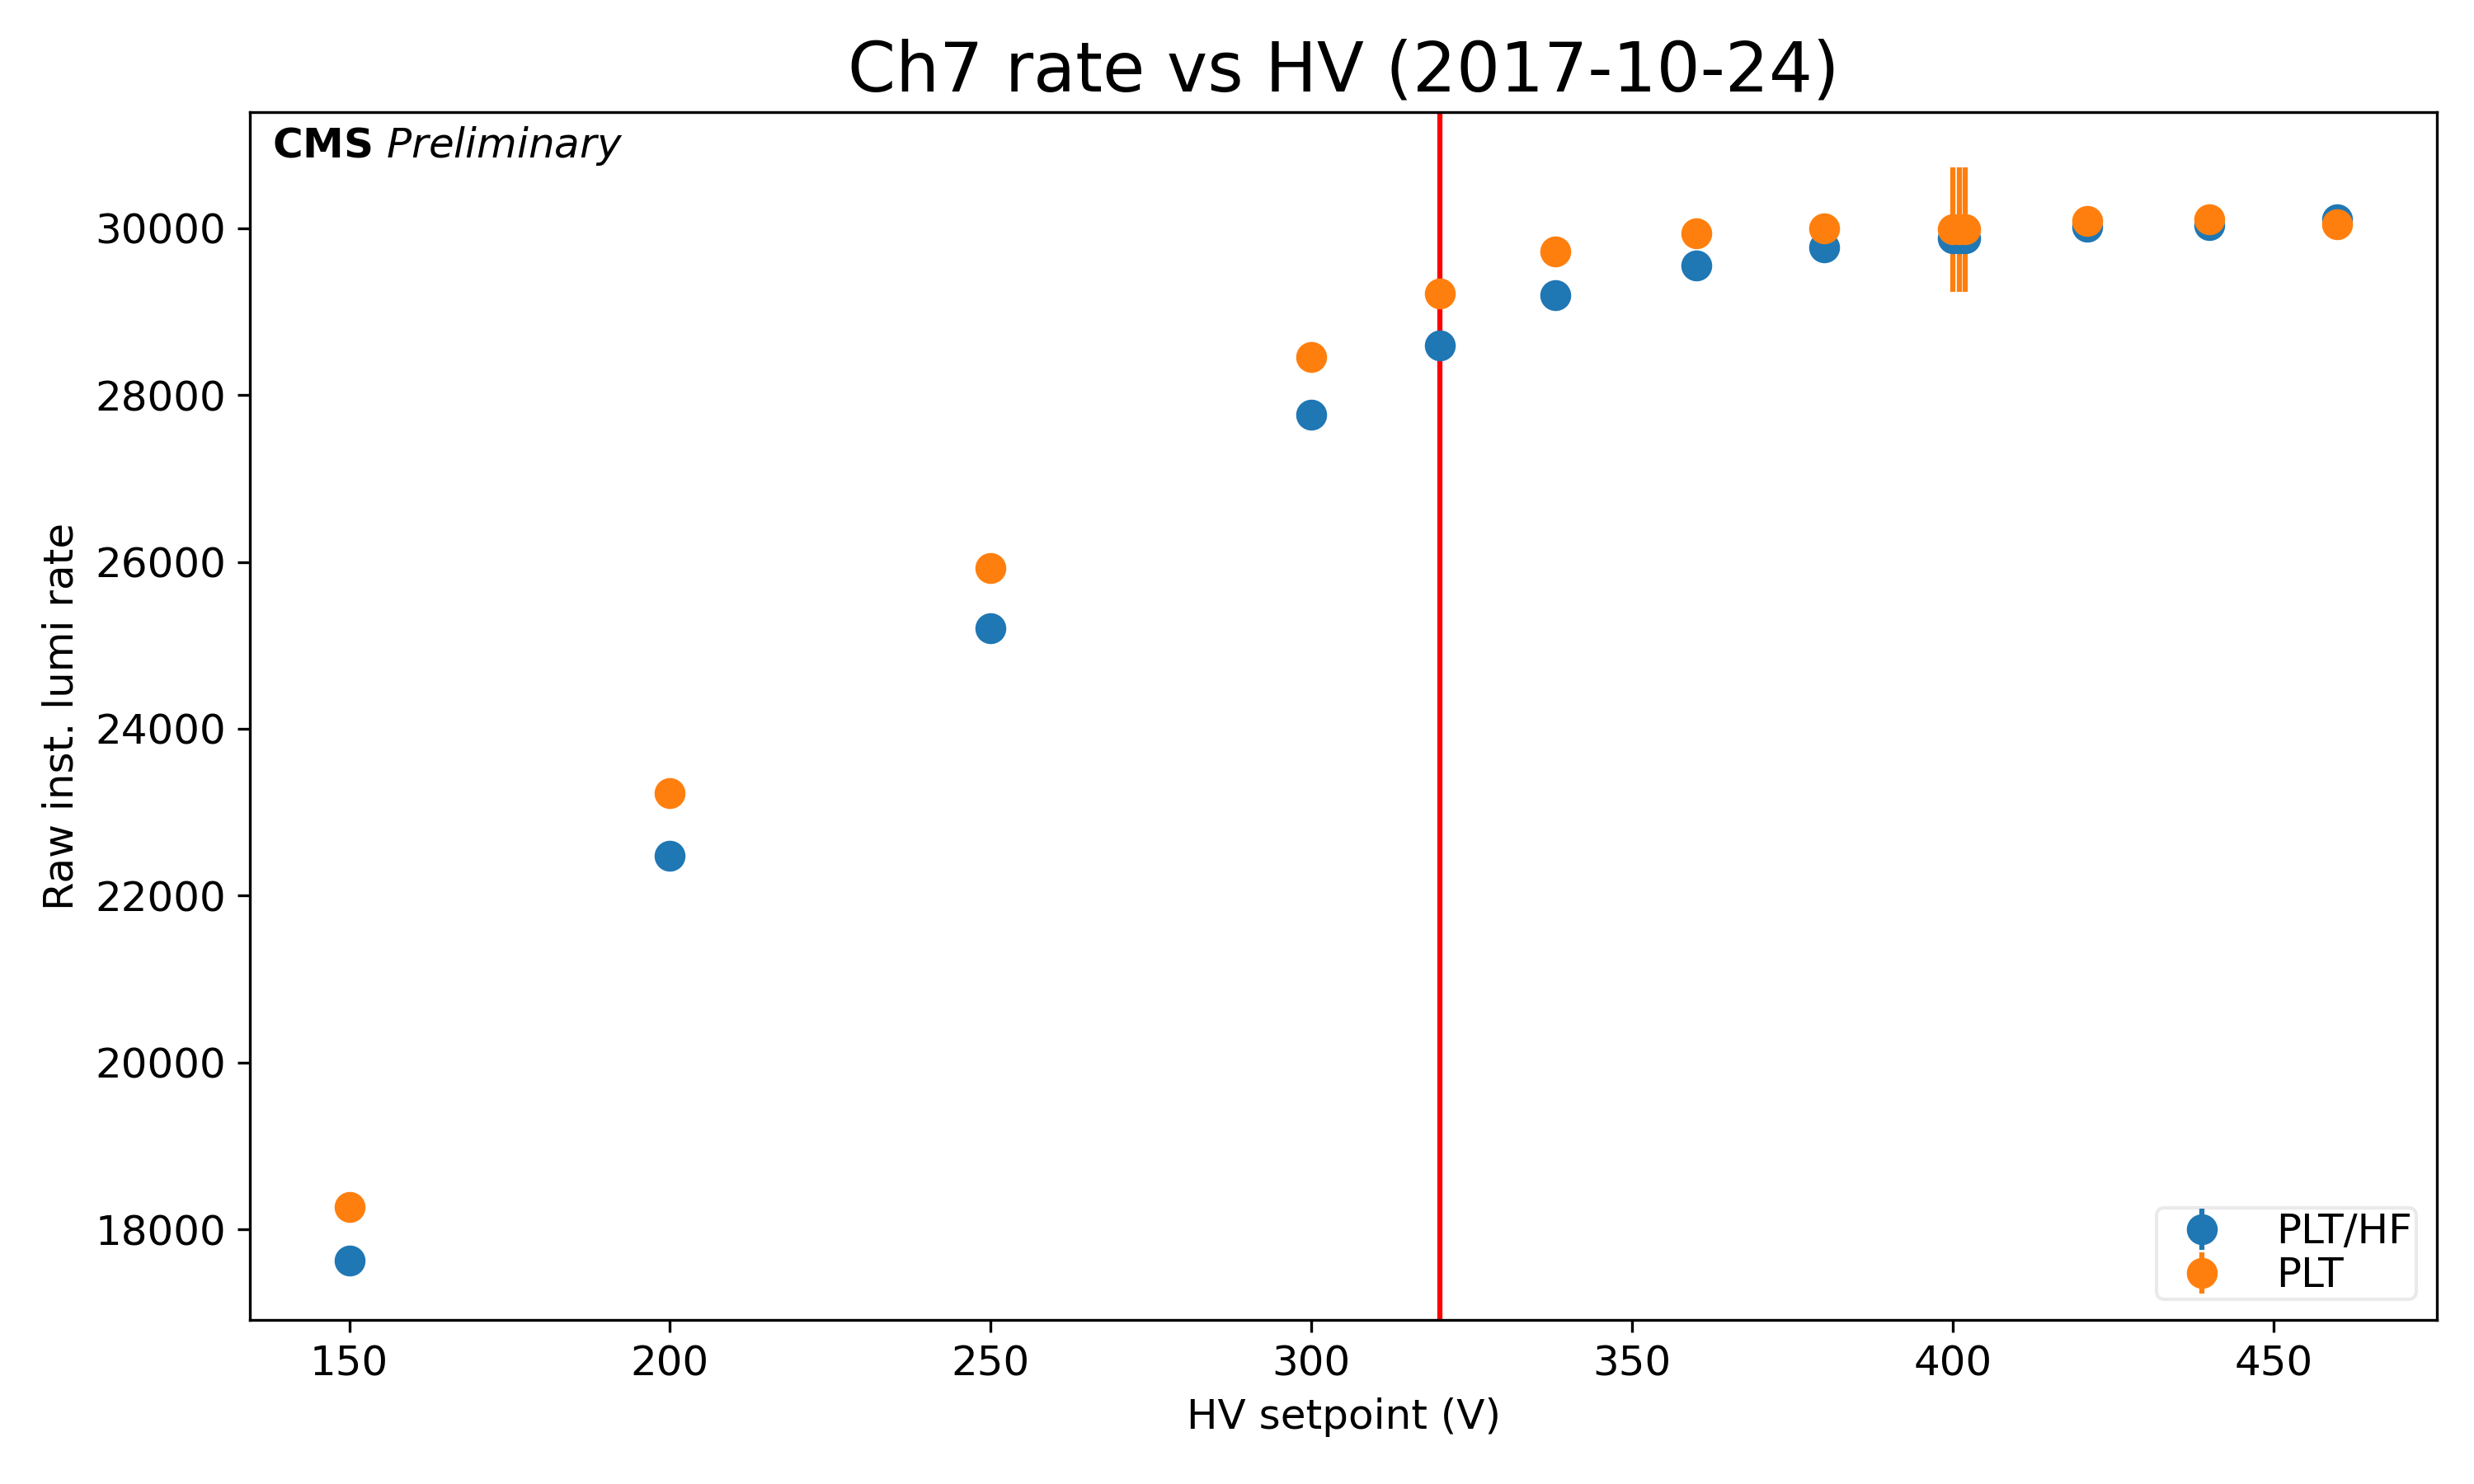 Ch7 rate vs HV (2017-10-24)
CMS Preliminary
30000
28000
26000
24000
22000
20000
18000
Raw inst. lumi rate
150 200 250 300 350 400 450
HV setpoint (V)
PLT/HF
PLT